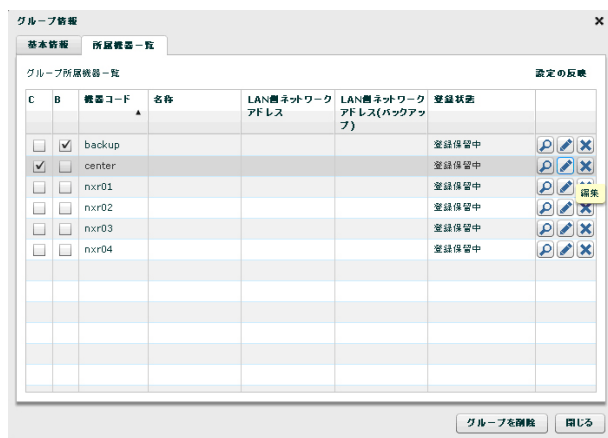 グループ情報
基本情報 所属機器一覧
グループ所属機器一覧 設定の反映
C B 機器コード 名称 LAN側ネットワークアドレス LAN側ネットワークアドレス(バックアップ) 登録状態
backup 登録保留中
center 登録保留中
nxr01 登録保留中
編集
nxr02 登録保留中
nxr03 登録保留中
nxr04 登録保留中
グループを削除 閉じる